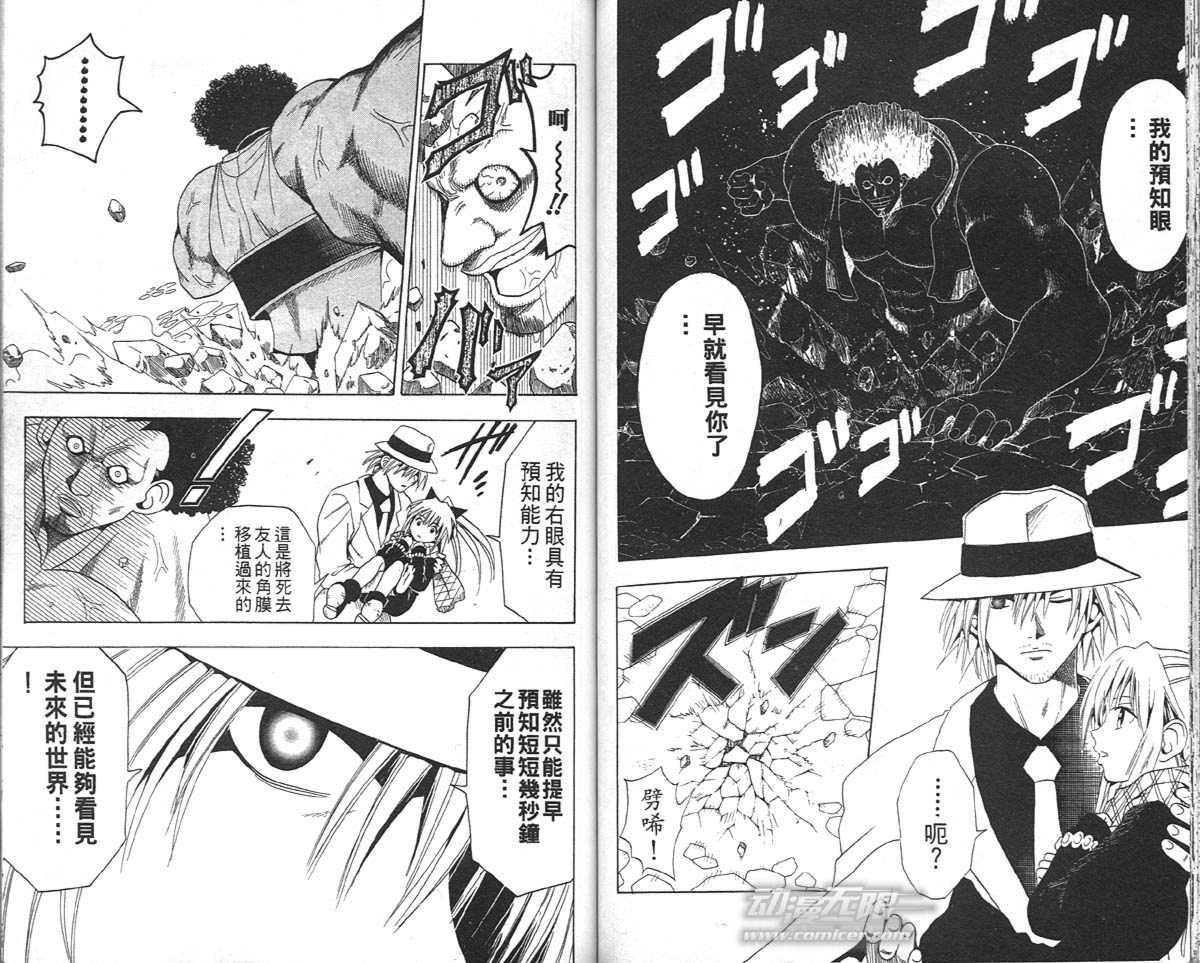 ゴゴゴゴ
ゴゴゴゴ
我的預知眼
…
早就看見你了
…
ズズン
劈唏！
……呃？
动漫无限
www.comicer.com
呵～～!!
ゴゴ
………
我的右眼具有
預知能力…
這是將死去
友人的角膜
移植過來的
…
！
雖然只能提早
預知短短幾秒鐘
之前的事…
但已經能夠看見
未來的世界……
！